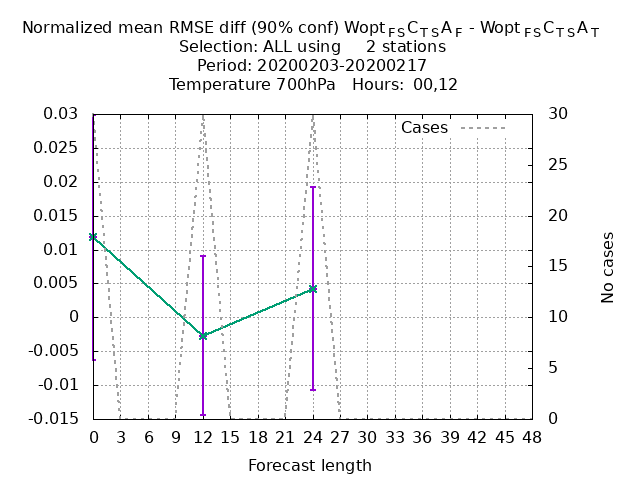 Normalized mean RMSE diff (90% conf) Wopt FS C T S A F - Wopt FS C T S A T
Selection: ALL using 2 stations
Period: 20200203-20200217
Temperature 700hPa Hours: 00,12
Cases
0.03
0.025
0.02
0.015
0.01
0.005
0
-0.005
-0.01
-0.015
30
25
20
15
10
5
0
No cases
0 3 6 9 12 15 18 21 24 27 30 33 36 39 42 45 48
Forecast length